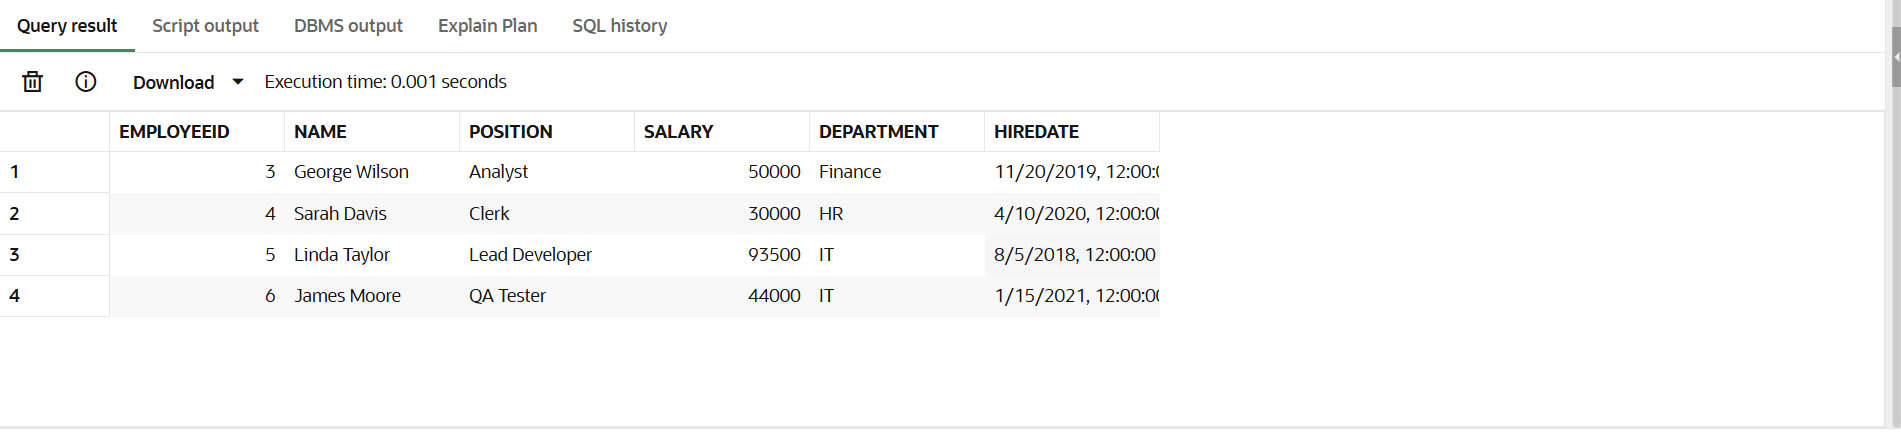 Query result Script output DBMS output Explain Plan SQL history
Download Execution time: 0.001 seconds
EMPLOYEEID NAME POSITION SALARY DEPARTMENT HIREDATE
1 3 George Wilson Analyst 50000 Finance 11/20/2019, 12:00:
2 4 Sarah Davis Clerk 30000 HR 4/10/2020, 12:00:0
3 5 Linda Taylor Lead Developer 93500 IT 8/5/2018, 12:00:00
4 6 James Moore QA Tester 44000 IT 1/15/2021, 12:00:0